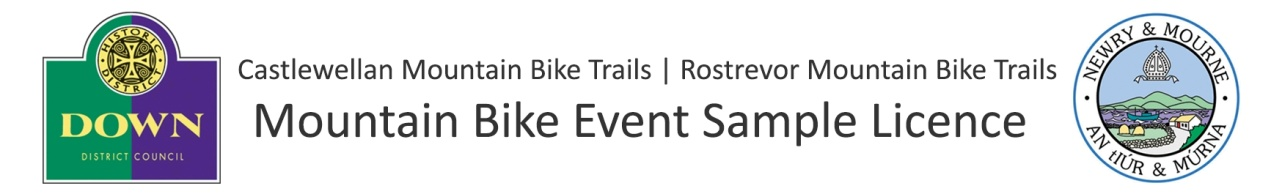 HISTORIC
DISTRICT
DOWN
DISTRICT COUNCIL
Castlewellan Mountain Bike Trails | Rostrevor Mountain Bike Trails
Mountain Bike Event Sample Licence
NEWRY & MOURNE
AN tIÚR & MÚRNA